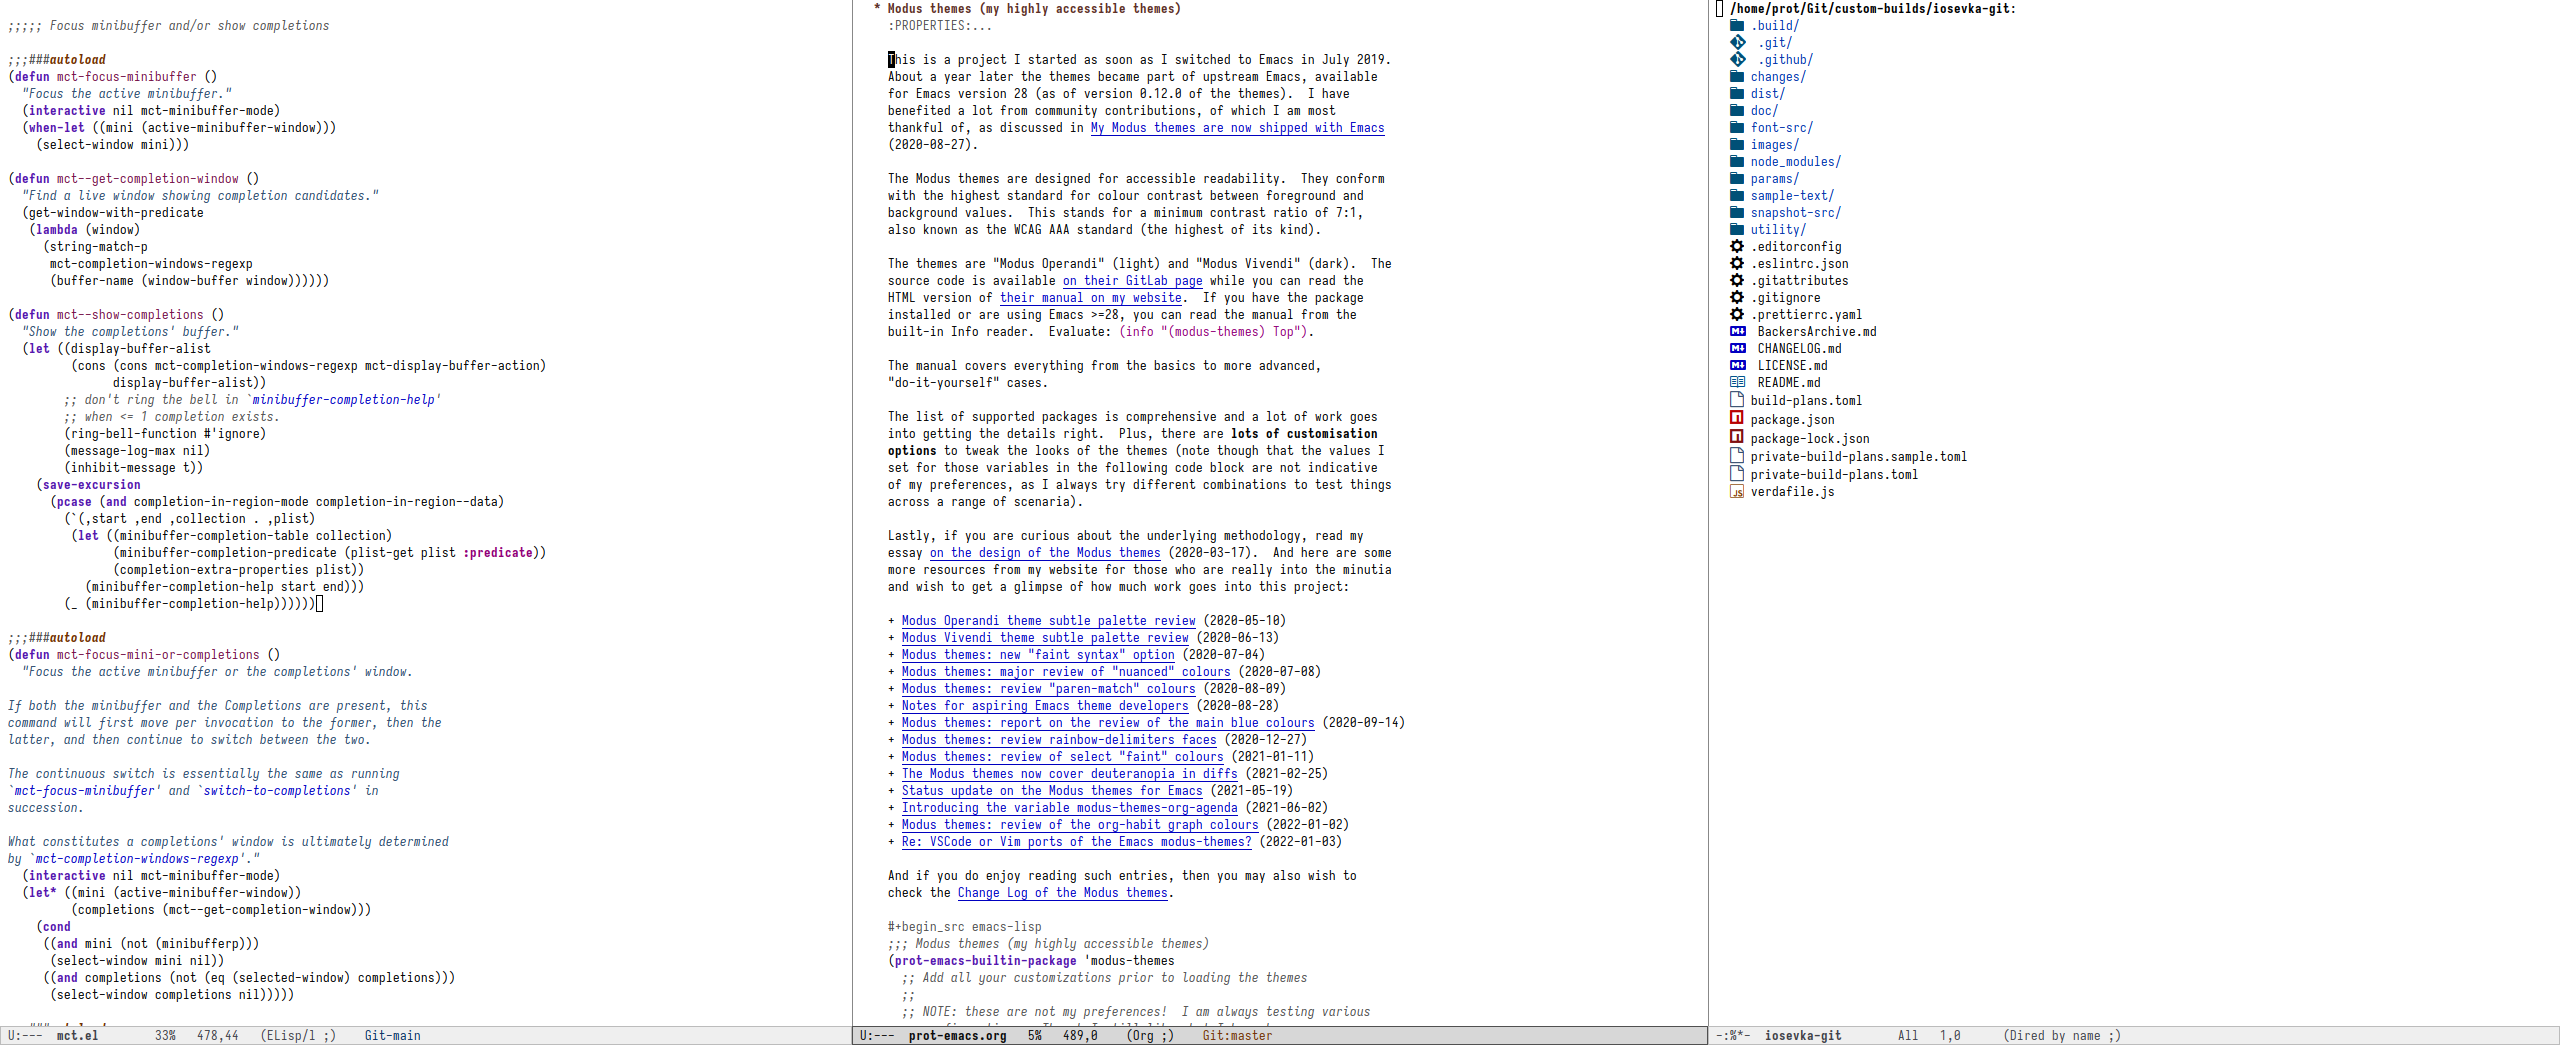 ;;;;; Focus minibuffer and/or show completions
;;;###autoload
(defun mct-focus-minibuffer ()
  "Focus the active minibuffer."
  (interactive nil mct-minibuffer-mode)
  (when-let ((mini (active-minibuffer-window)))
    (select-window mini)))
(defun mct--get-completion-window ()
  "Find a live window showing completion candidates."
  (get-window-with-predicate
   (lambda (window)
     (string-match-p
      mct-completion-windows-regexp
      (buffer-name (window-buffer window))))))
(defun mct--show-completions ()
  "Show the completions' buffer."
  (let ((display-buffer-alist
         (cons (cons mct-completion-windows-regexp mct-display-buffer-action)
               display-buffer-alist))
        ;; don't ring the bell in `minibuffer-completion-help'
        ;; when <= 1 completion exists.
        (ring-bell-function #'ignore)
        (message-log-max nil)
        (inhibit-message t))
    (save-excursion
      (pcase (and completion-in-region-mode completion-in-region--data)
        (`(,start ,end ,collection . ,plist)
         (let ((minibuffer-completion-table collection)
               (minibuffer-completion-predicate (plist-get plist :predicate))
               (completion-extra-properties plist))
           (minibuffer-completion-help start end)))
        (_ (minibuffer-completion-help))))))
;;;###autoload
(defun mct-focus-mini-or-completions ()
  "Focus the active minibuffer or the completions' window.
If both the minibuffer and the Completions are present, this
command will first move per invocation to the former, then the
latter, and then continue to switch between the two.
The continuous switch is essentially the same as running
`mct-focus-minibuffer' and `switch-to-completions' in
succession.
What constitutes a completions' window is ultimately determined
by `mct-completion-windows-regexp'."
  (interactive nil mct-minibuffer-mode)
  (let* ((mini (active-minibuffer-window))
         (completions (mct--get-completion-window)))
    (cond
     ((and mini (not (minibufferp)))
      (select-window mini nil))
     ((and completions (not (eq (selected-window) completions)))
      (select-window completions nil)))))
U:---  mct.el        33%   478,44   (ELisp/l ;)    Git-main
* Modus themes (my highly accessible themes)
:PROPERTIES:...
This is a project I started as soon as I switched to Emacs in July 2019.
About a year later the themes became part of upstream Emacs, available
for Emacs version 28 (as of version 0.12.0 of the themes).  I have
benefited a lot from community contributions, of which I am most
thankful of, as discussed in My Modus themes are now shipped with Emacs
(2020-08-27).
The Modus themes are designed for accessible readability.  They conform
with the highest standard for colour contrast between foreground and
background values.  This stands for a minimum contrast ratio of 7:1,
also known as the WCAG AAA standard (the highest of its kind).
The themes are "Modus Operandi" (light) and "Modus Vivendi" (dark).  The
source code is available on their GitLab page while you can read the
HTML version of their manual on my website.  If you have the package
installed or are using Emacs >=28, you can read the manual from the
built-in Info reader.  Evaluate: (info "(modus-themes) Top").
The manual covers everything from the basics to more advanced,
"do-it-yourself" cases.
The list of supported packages is comprehensive and a lot of work goes
into getting the details right.  Plus, there are lots of customisation
options to tweak the looks of the themes (note though that the values I
set for those variables in the following code block are not indicative
of my preferences, as I always try different combinations to test things
across a range of scenaria).
Lastly, if you are curious about the underlying methodology, read my
essay on the design of the Modus themes (2020-03-17).  And here are some
more resources from my website for those who are really into the minutia
and wish to get a glimpse of how much work goes into this project:
+ Modus Operandi theme subtle palette review (2020-05-10)
+ Modus Vivendi theme subtle palette review (2020-06-13)
+ Modus themes: new "faint syntax" option (2020-07-04)
+ Modus themes: major review of "nuanced" colours (2020-07-08)
+ Modus themes: review "paren-match" colours (2020-08-09)
+ Notes for aspiring Emacs theme developers (2020-08-28)
+ Modus themes: report on the review of the main blue colours (2020-09-14)
+ Modus themes: review rainbow-delimiters faces (2020-12-27)
+ Modus themes: review of select "faint" colours (2021-01-11)
+ The Modus themes now cover deuteranopia in diffs (2021-02-25)
+ Status update on the Modus themes for Emacs (2021-05-19)
+ Introducing the variable modus-themes-org-agenda (2021-06-02)
+ Modus themes: review of the org-habit graph colours (2022-01-02)
+ Re: VSCode or Vim ports of the Emacs modus-themes? (2022-01-03)
And if you do enjoy reading such entries, then you may also wish to
check the Change Log of the Modus themes.
#+begin_src emacs-lisp
;;; Modus themes (my highly accessible themes)
(prot-emacs-builtin-package 'modus-themes
  ;; Add all your customizations prior to loading the themes
  ;;
  ;; NOTE: these are not my preferences!  I am always testing various
U:---  prot-emacs.org   5%   489,0    (Org ;)    Git:master
/home/prot/Git/custom-builds/iosevka-git:
.build/
.git/
.github/
changes/
dist/
doc/
font-src/
images/
node_modules/
params/
sample-text/
snapshot-src/
utility/
.editorconfig
.eslintrc.json
.gitattributes
.gitignore
.prettierrc.yaml
BackersArchive.md
CHANGELOG.md
LICENSE.md
README.md
build-plans.toml
package.json
package-lock.json
private-build-plans.sample.toml
private-build-plans.toml
JS verdafile.js
-:%*-  iosevka-git        All   1,0      (Dired by name ;)